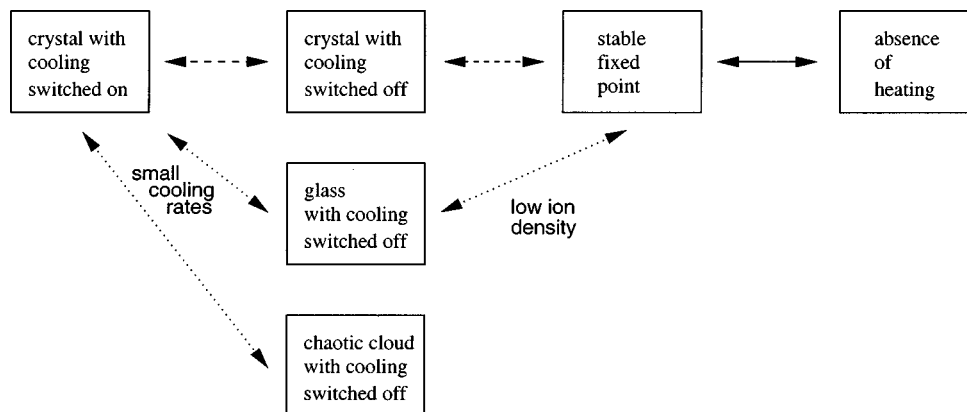 crystal with
cooling
switched on
crystal with
cooling
switched off
stable
fixed
point
absence
of
heating
small
cooling
rates
glass
with cooling
switched off
low ion
density
chaotic cloud
with cooling
switched off